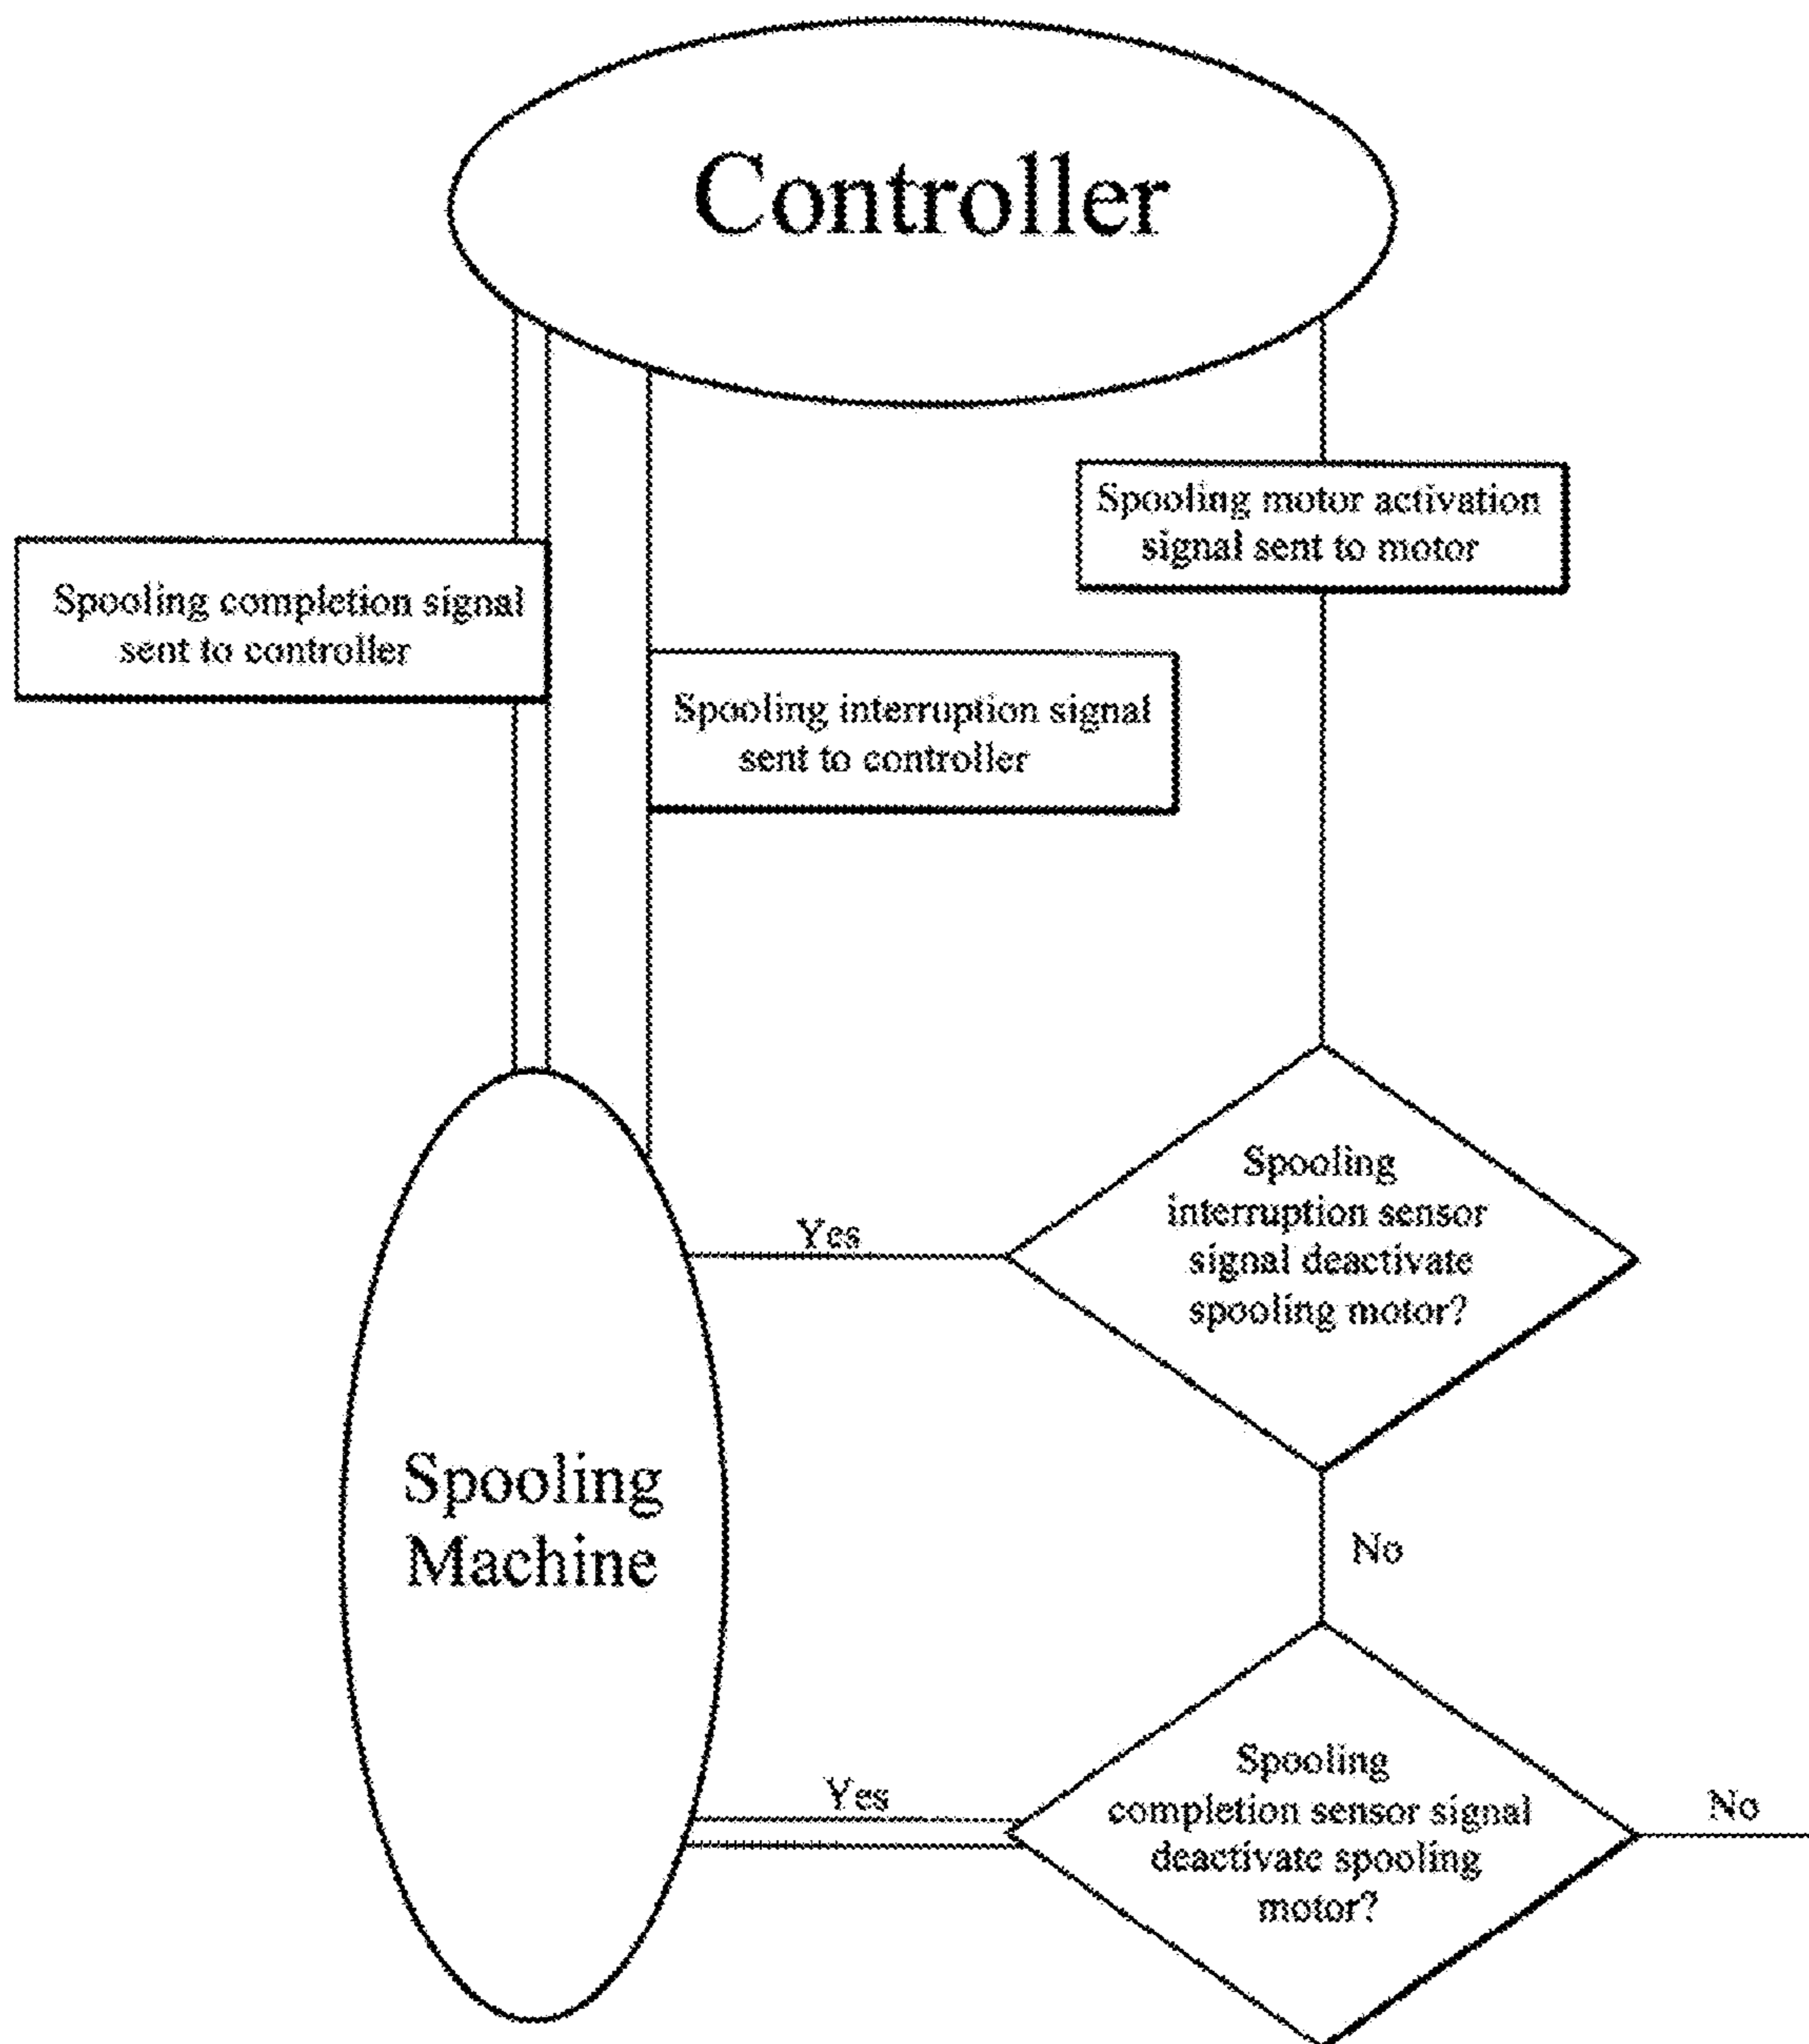 Controller
Spooling motor activation
signal sent to motor
Spooling completion signal
sent to controller
Spooling interruption signal
sent to controller
Spooling
interruption sensor
signal deactivate
spooling motor?
Yes
No
Spooling
Machine
Spooling
completion sensor signal
deactivate spooling
motor?
Yes
No